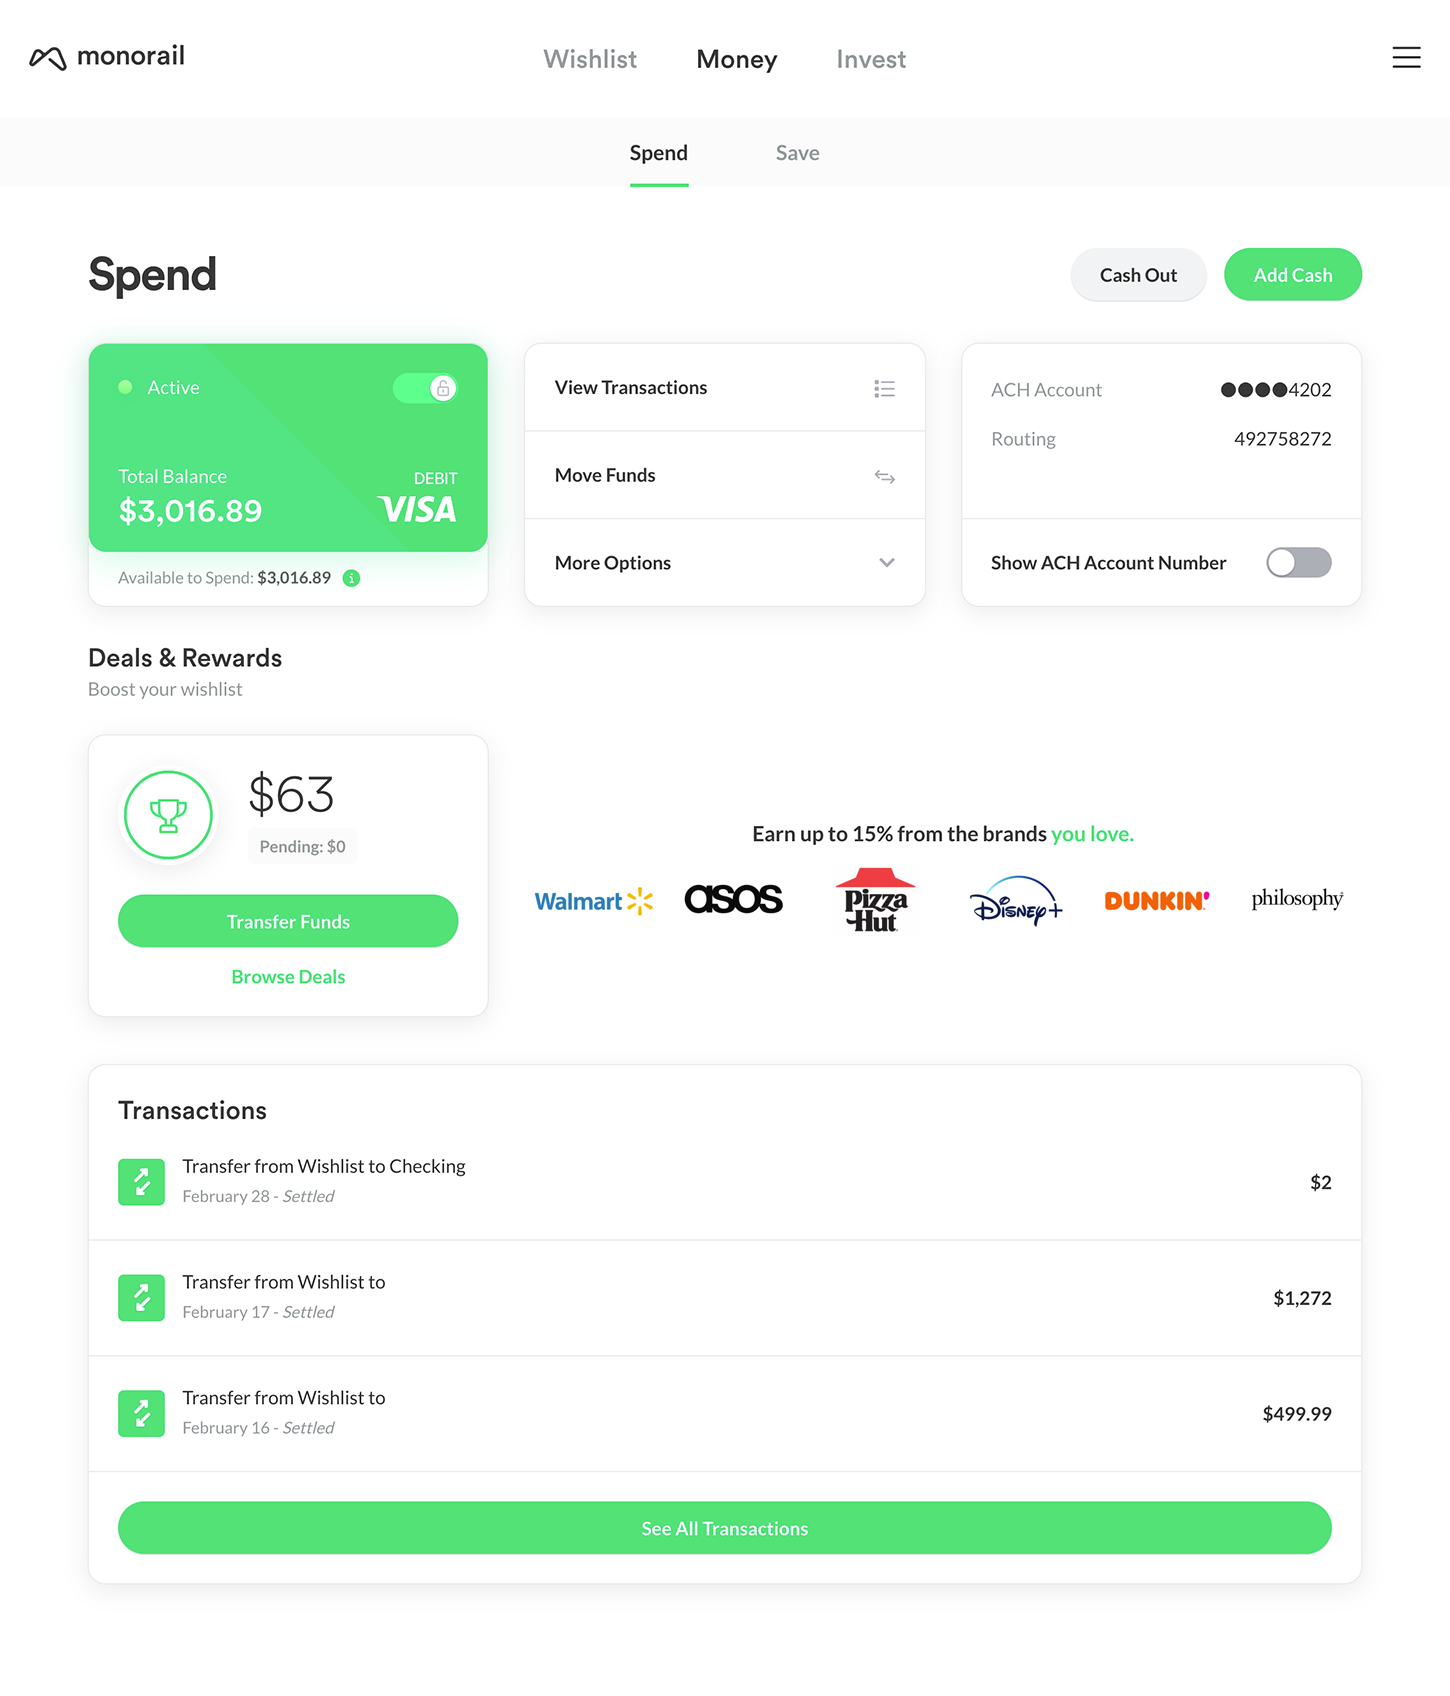 monorail
Wishlist Money Invest
Spend Save
Spend
Cash Out Add Cash
Active
Total Balance
$3,016.89
DEBIT
VISA
Available to Spend: $3,016.89
View Transactions
Move Funds
More Options
ACH Account ●●●●4202
Routing 492758272
Show ACH Account Number
Deals & Rewards
Boost your wishlist
$63
Pending: $0
Transfer Funds
Browse Deals
Earn up to 15% from the brands you love.
Walmart asos Pizza Hut Disney+ DUNKIN' philosophy
Transactions
Transfer from Wishlist to Checking
February 28 - Settled
$2
Transfer from Wishlist to
February 17 - Settled
$1,272
Transfer from Wishlist to
February 16 - Settled
$499.99
See All Transactions